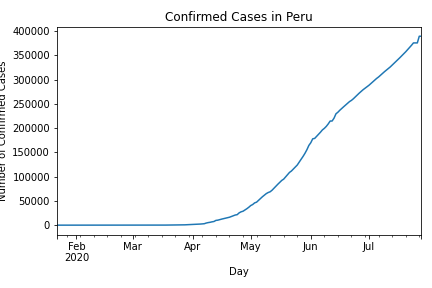 Confirmed Cases in Peru
400000
350000
300000
250000
200000
150000
100000
50000
0
Number of Confirmed Cases
Feb
2020
Mar
Apr
May
Jun
Jul
Day